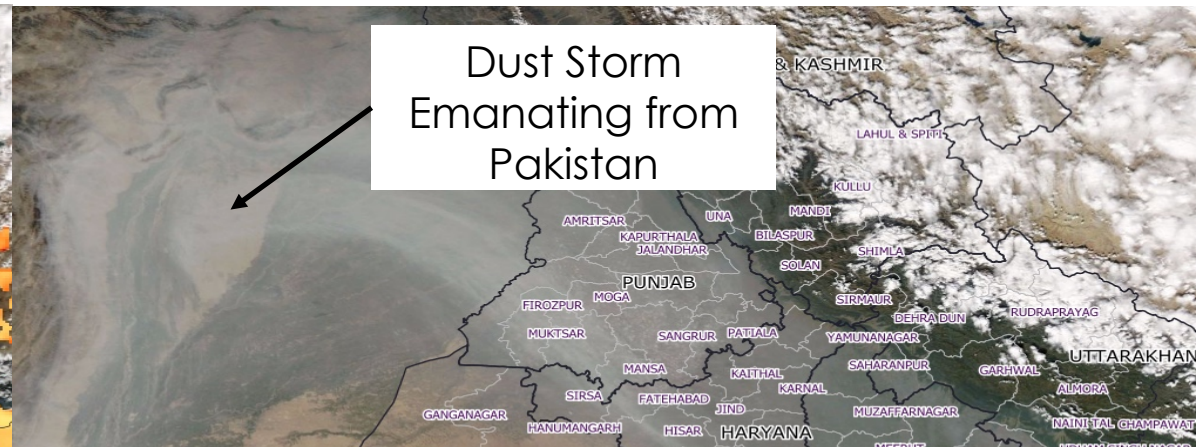 Dust Storm
Emanating from
Pakistan
& KASHMIR
LAHUL & SPITI
KULLU
AMRITSAR
UNA
MANDI
KAPURTHALA
BILASPUR
JALANDHAR
SHIMLA
SOLAN
PUNJAB
MOGA
FIROZPUR
SIRMAUR
DEHRA DUN
RUDRAPRAYAG
MUKTSAR
SANGRUR
PATIALA
YAMUNANAGAR
UTTARAKHAN
MANSA
KAITHAL
SAHARANPUR
GARHWAL
KARNAL
ALMORA
SIRSA
FATEHABAD
JIND
GANGANAGAR
MUZAFFARNAGAR
HANUMANGARH
HISAR
HARYANA
NAINI TAL
CHAMPAWAT